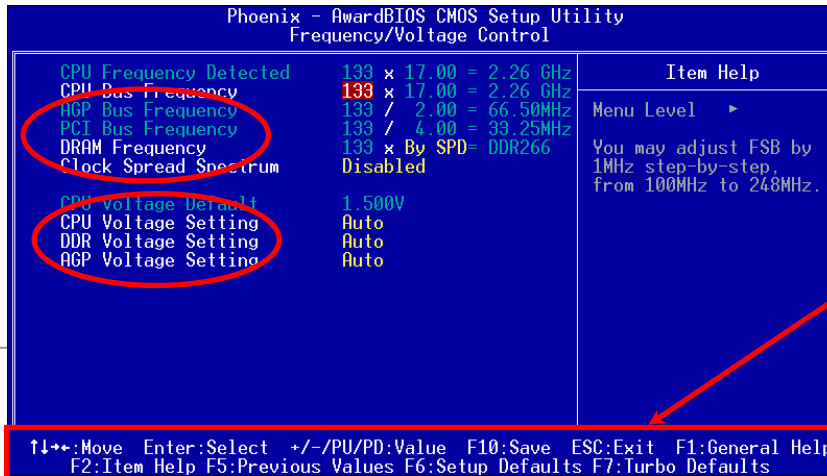 Phoenix - AwardBIOS CMOS Setup Utility
Frequency/Voltage Control
CPU Frequency Detected 133 x 17.00 = 2.26 GHz
CPU Bus Frequency 133 x 17.00 = 2.26 GHz
AGP Bus Frequency 133 / 2.00 = 66.50MHz
PCI Bus Frequency 133 / 4.00 = 33.25MHz
DRAM Frequency 133 x By SPD= DDR266
Clock Spread Spectrum Disabled
CPU Voltage Default 1.500V
CPU Voltage Setting Auto
DDR Voltage Setting Auto
AGP Voltage Setting Auto
Item Help
Menu Level ►
You may adjust FSB by
1MHz step-by-step,
from 100MHz to 248MHz.
↑↓→←:Move Enter:Select +/-/PU/PD:Value F10:Save ESC:Exit F1:General Help
F2:Item Help F5:Previous Values F6:Setup Defaults F7:Turbo Defaults